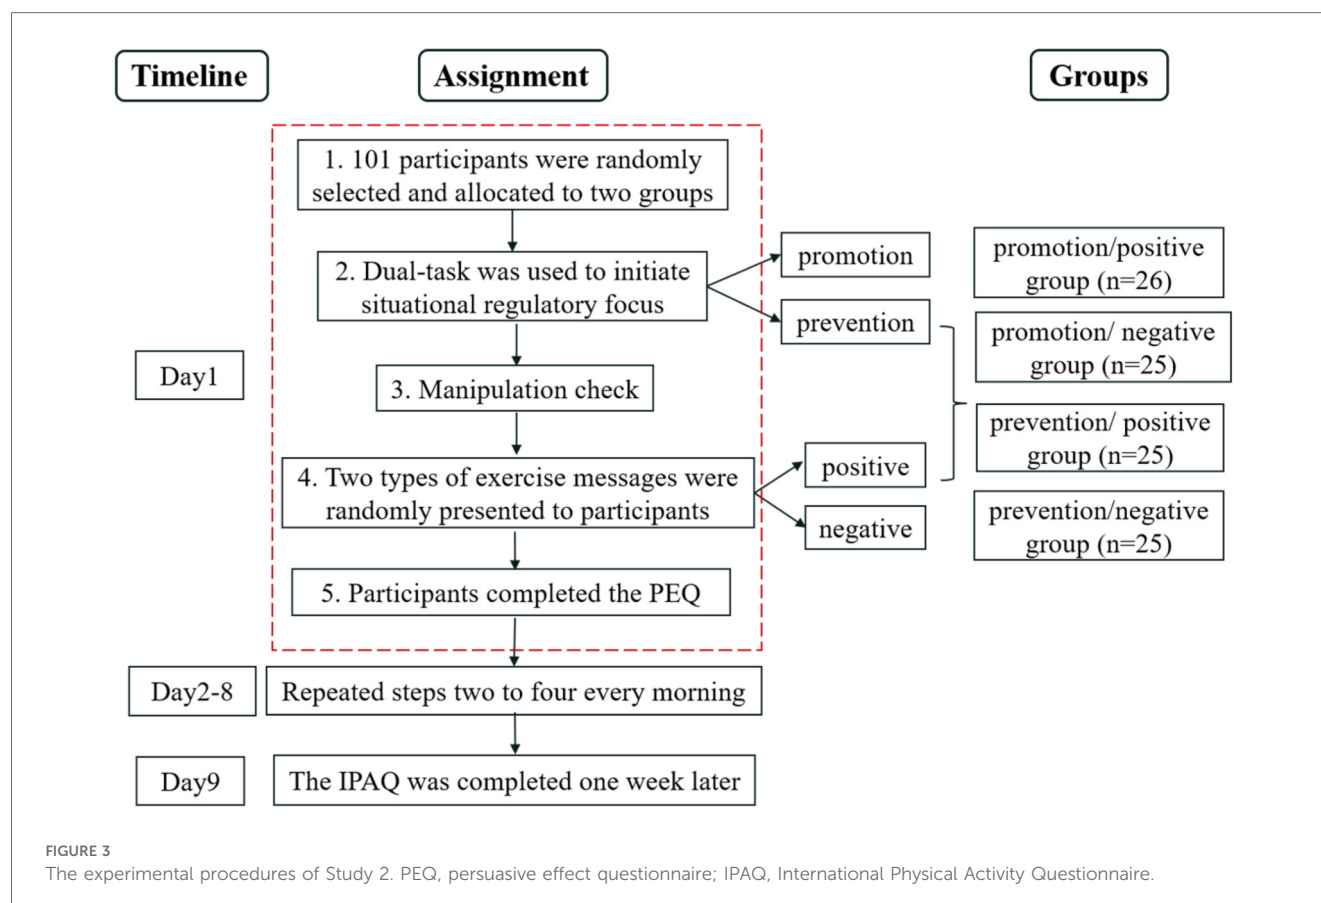 Timeline
Assignment
Groups
1. 101 participants were randomly
selected and allocated to two groups
2. Dual-task was used to initiate
situational regulatory focus
promotion
prevention
promotion/positive
group (n=26)
promotion/ negative
group (n=25)
Day1
3. Manipulation check
prevention/ positive
group (n=25)
4. Two types of exercise messages were
randomly presented to participants
positive
negative
prevention/negative
group (n=25)
5. Participants completed the PEQ
Day2-8
Repeated steps two to four every morning
Day9
The IPAQ was completed one week later
FIGURE 3
The experimental procedures of Study 2. PEQ, persuasive effect questionnaire; IPAQ, International Physical Activity Questionnaire.